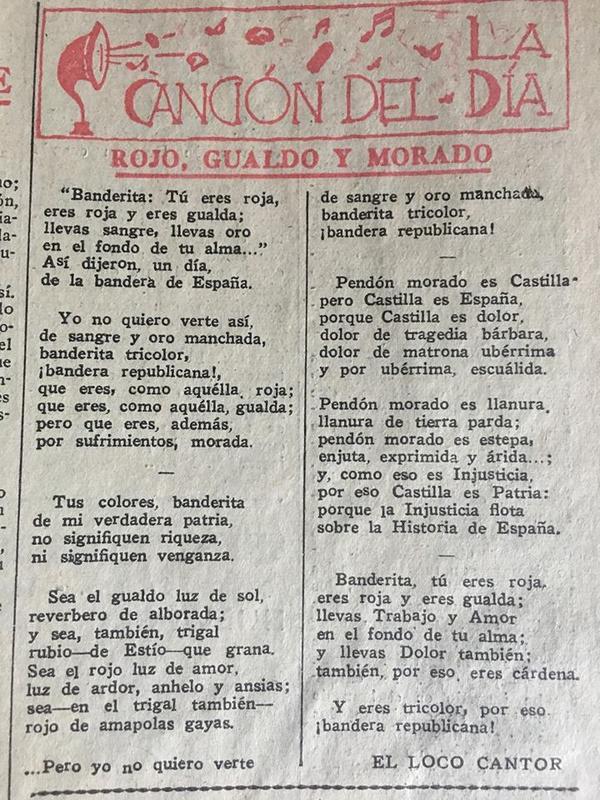 LA
CANCIÓN DEL DÍA
ROJO, GUALDO Y MORADO
"Banderita: Tú eres roja,
eres roja y eres gualda;
llevas sangre, llevas oro
en el fondo de tu alma..."
Así dijeron, un día,
de la bandera de España.
Yo no quiero verte así,
de sangre y oro manchada,
banderita tricolor,
¡bandera republicana!,
que eres, como aquélla, roja;
que eres, como aquélla, gualda;
pero que eres, además,
por sufrimientos, morada.
—
Tus colores, banderita
de mi verdadera patria,
no signifiquen riqueza,
ni signifiquen venganza.
Sea el gualdo luz de sol,
reverbero de alborada;
y sea, también, trigal
rubio—de Estío—que grana.
Sea el rojo luz de amor,
luz de ardor, anhelo y ansias;
sea—en el trigal también—
rojo de amapolas gayas.
...Pero yo no quiero verte
de sangre y oro manchada,
banderita tricolor,
¡bandera republicana!
—
Pendón morado es Castilla
pero Castilla es España,
porque Castilla es dolor,
dolor de tragedia bárbara,
dolor de matrona ubérrima
y por ubérrima, escuálida.
Pendón morado es llanura,
llanura de tierra parda;
pendón morado es estepa,
enjuta, exprimida y árida...;
y, como eso es Injusticia,
por eso Castilla es Patria:
porque la Injusticia flota
sobre la Historia de España.
—
Banderita, tú eres roja,
eres roja y eres gualda;
llevas Trabajo y Amor
en el fondo de tu alma;
y llevas Dolor también;
también, por eso, eres cárdena.
Y eres tricolor, por eso
¡bandera republicana!
EL LOCO CANTOR